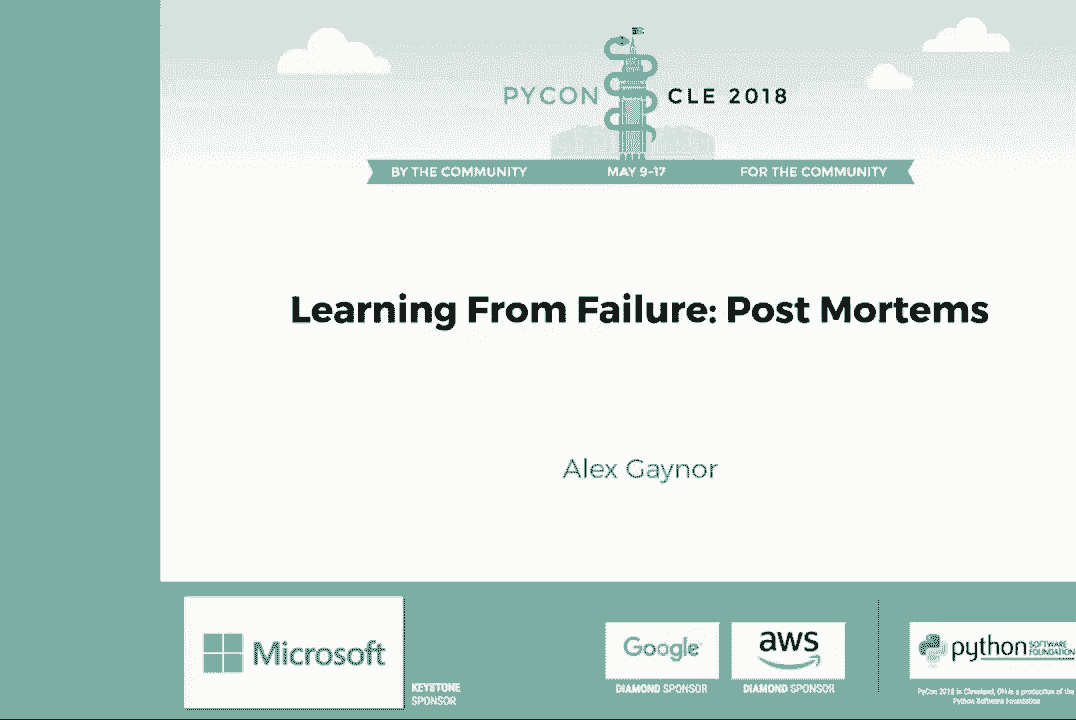 PYCON CLE 2018
BY THE COMMUNITY MAY 9-17 FOR THE COMMUNITY
Learning From Failure: Post Mortems
Alex Gaynor
Microsoft
KEYSTONE
SPONSOR
Google
DIAMOND SPONSOR
aws
DIAMOND SPONSOR
python SOFTWARE
FOUNDATION
PyCon 2018 in Cleveland, OH is a production of the
Python Software Foundation